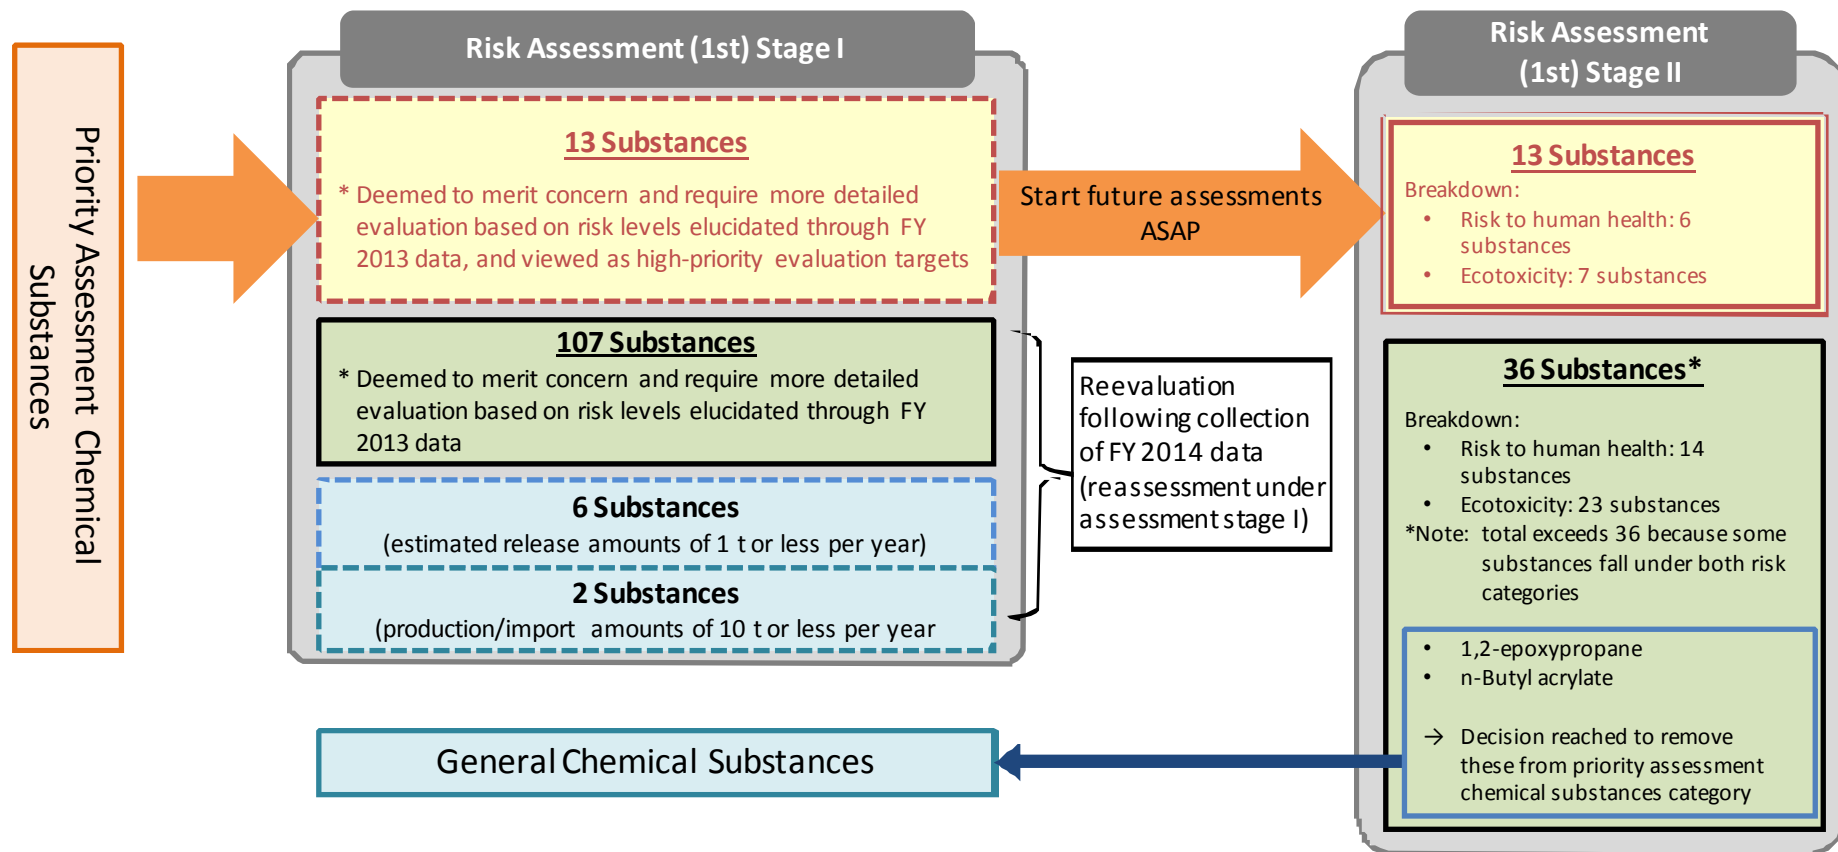 Priority Assessment Chemical
Substances
Risk Assessment (1st) Stage I
13 Substances
* Deemed to merit concern and require more detailed
evaluation based on risk levels elucidated through FY
2013 data, and viewed as high-priority evaluation targets
107 Substances
* Deemed to merit concern and require more detailed
evaluation based on risk levels elucidated through FY
2013 data
6 Substances
(estimated release amounts of 1 t or less per year)
2 Substances
(production/import amounts of 10 t or less per year
General Chemical Substances
Start future assessments
ASAP
Reevaluation
following collection
of FY 2014 data
(reassessment under
assessment stage I)
Risk Assessment
(1st) Stage II
13 Substances
Breakdown:
• Risk to human health: 6
substances
• Ecotoxicity: 7 substances
36 Substances*
Breakdown:
• Risk to human health: 14
substances
• Ecotoxicity: 23 substances
*Note: total exceeds 36 because some
substances fall under both risk
categories
• 1,2-epoxypropane
• n-Butyl acrylate
→ Decision reached to remove
these from priority assessment
chemical substances category